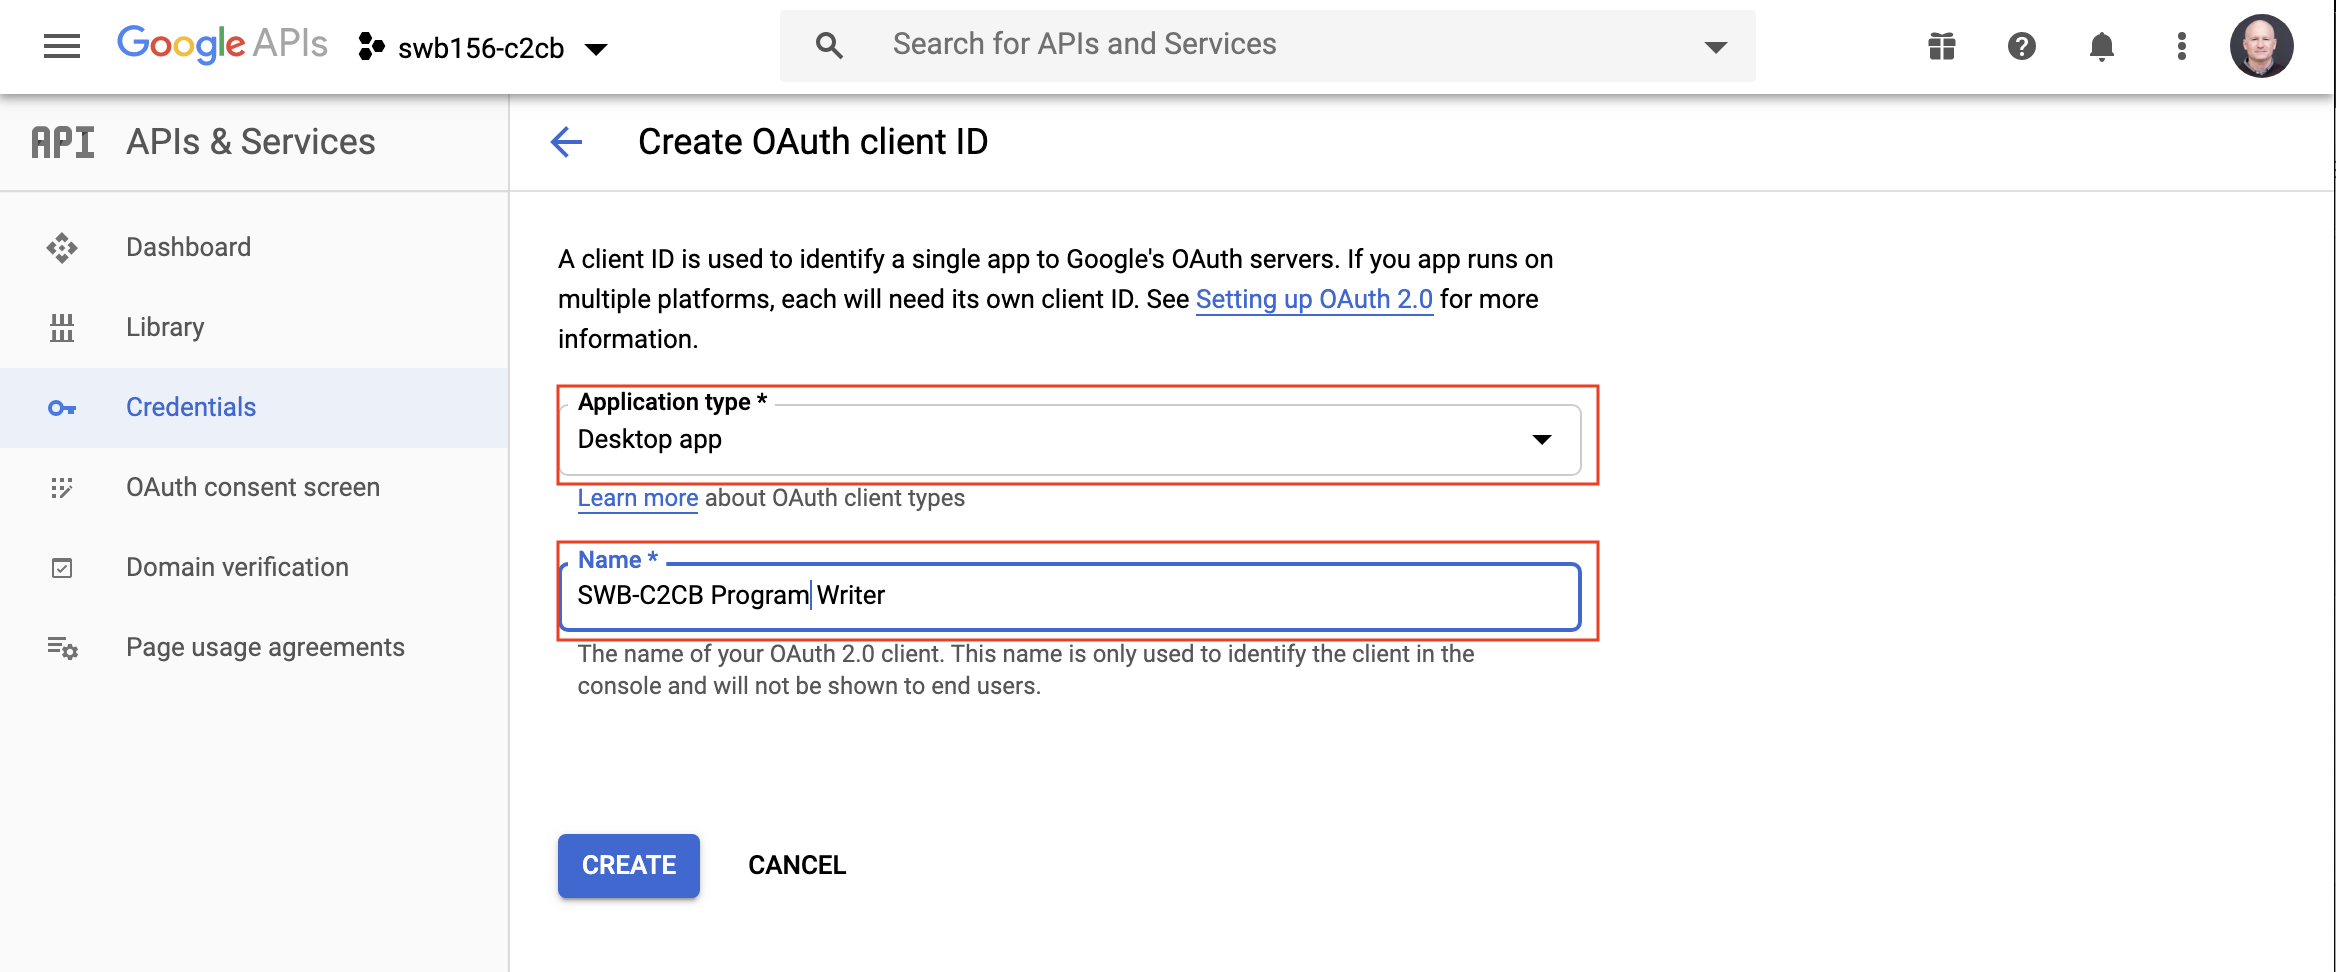 Google APIs
swb156-c2cb
Search for APIs and Services
API
APIs & Services
Dashboard
Library
Credentials
OAuth consent screen
Domain verification
Page usage agreements
Create OAuth client ID
A client ID is used to identify a single app to Google's OAuth servers. If you app runs on
multiple platforms, each will need its own client ID. See Setting up OAuth 2.0 for more
information.
Application type *
Desktop app
Learn more about OAuth client types
Name *
SWB-C2CB Program Writer
The name of your OAuth 2.0 client. This name is only used to identify the client in the
console and will not be shown to end users.
CREATE
CANCEL